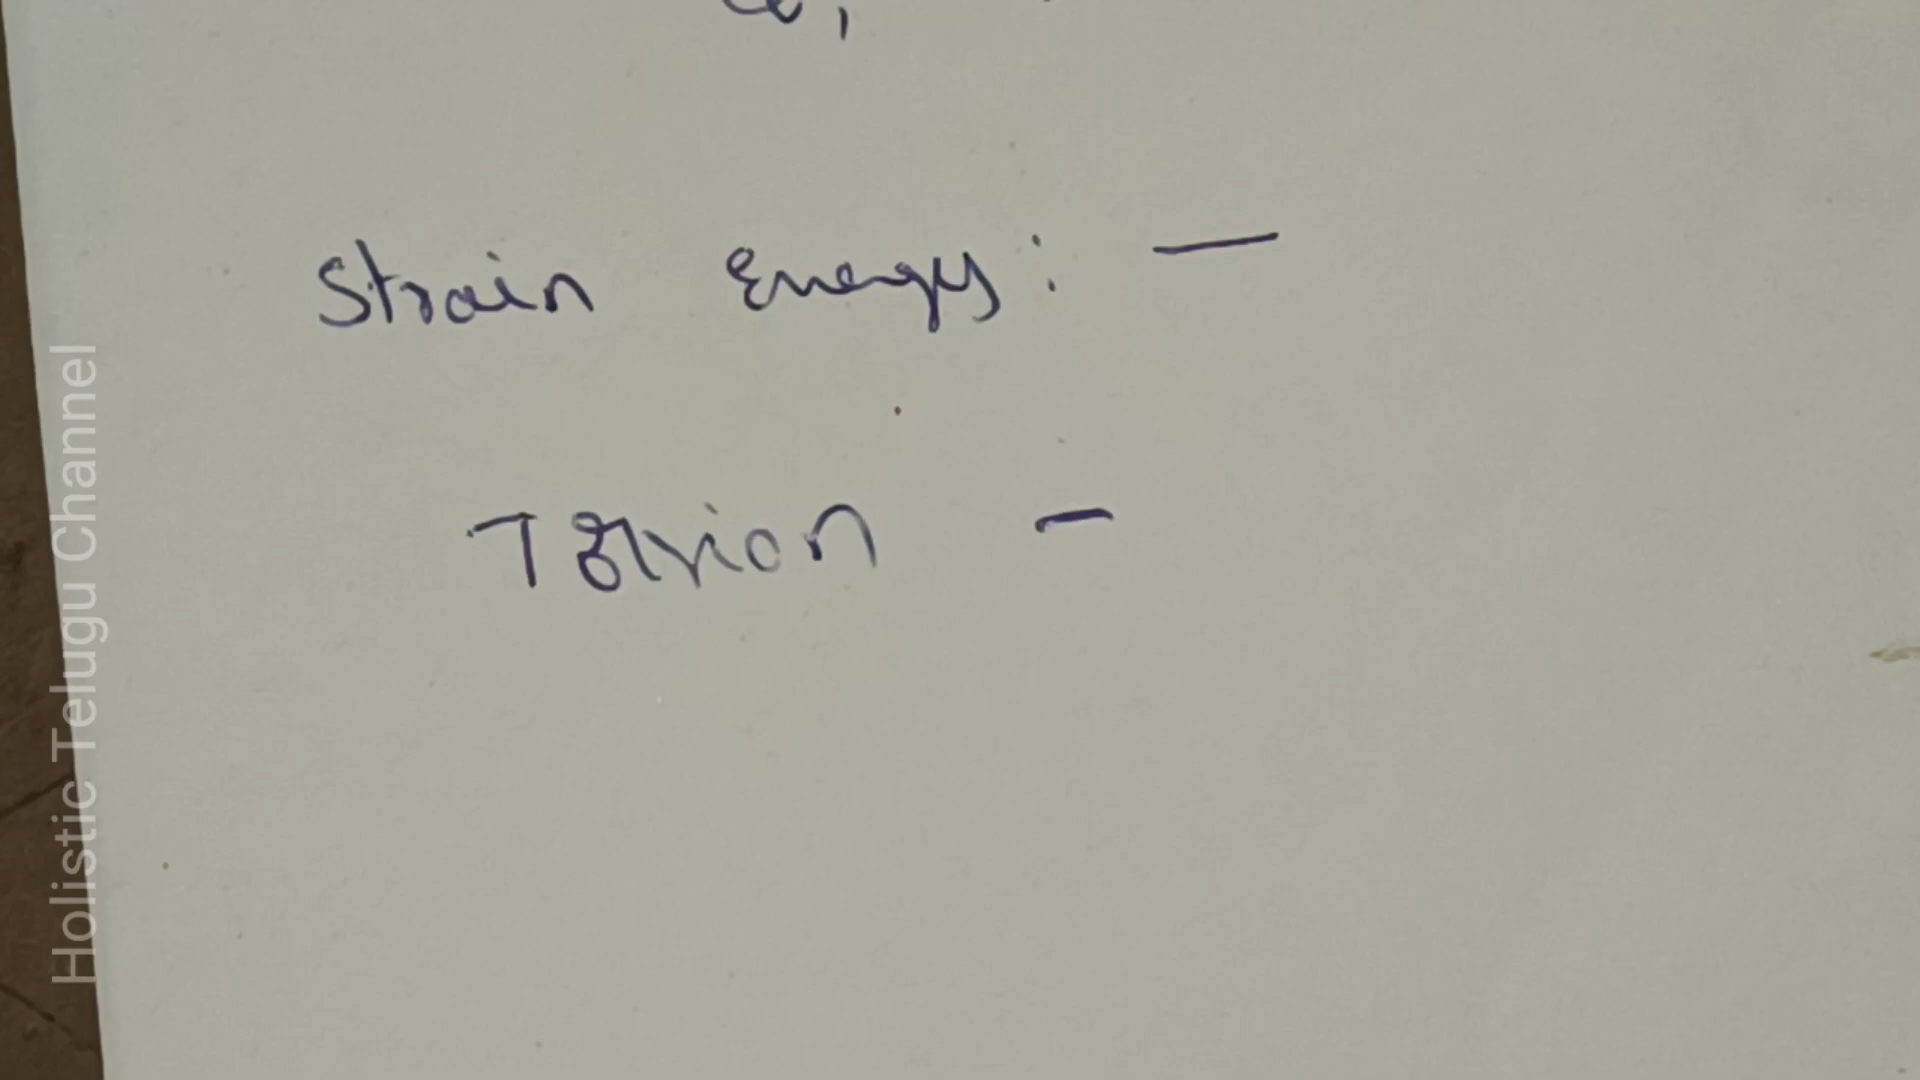 Strain Energy: —
Torsion -
Holistic Telugu Channel